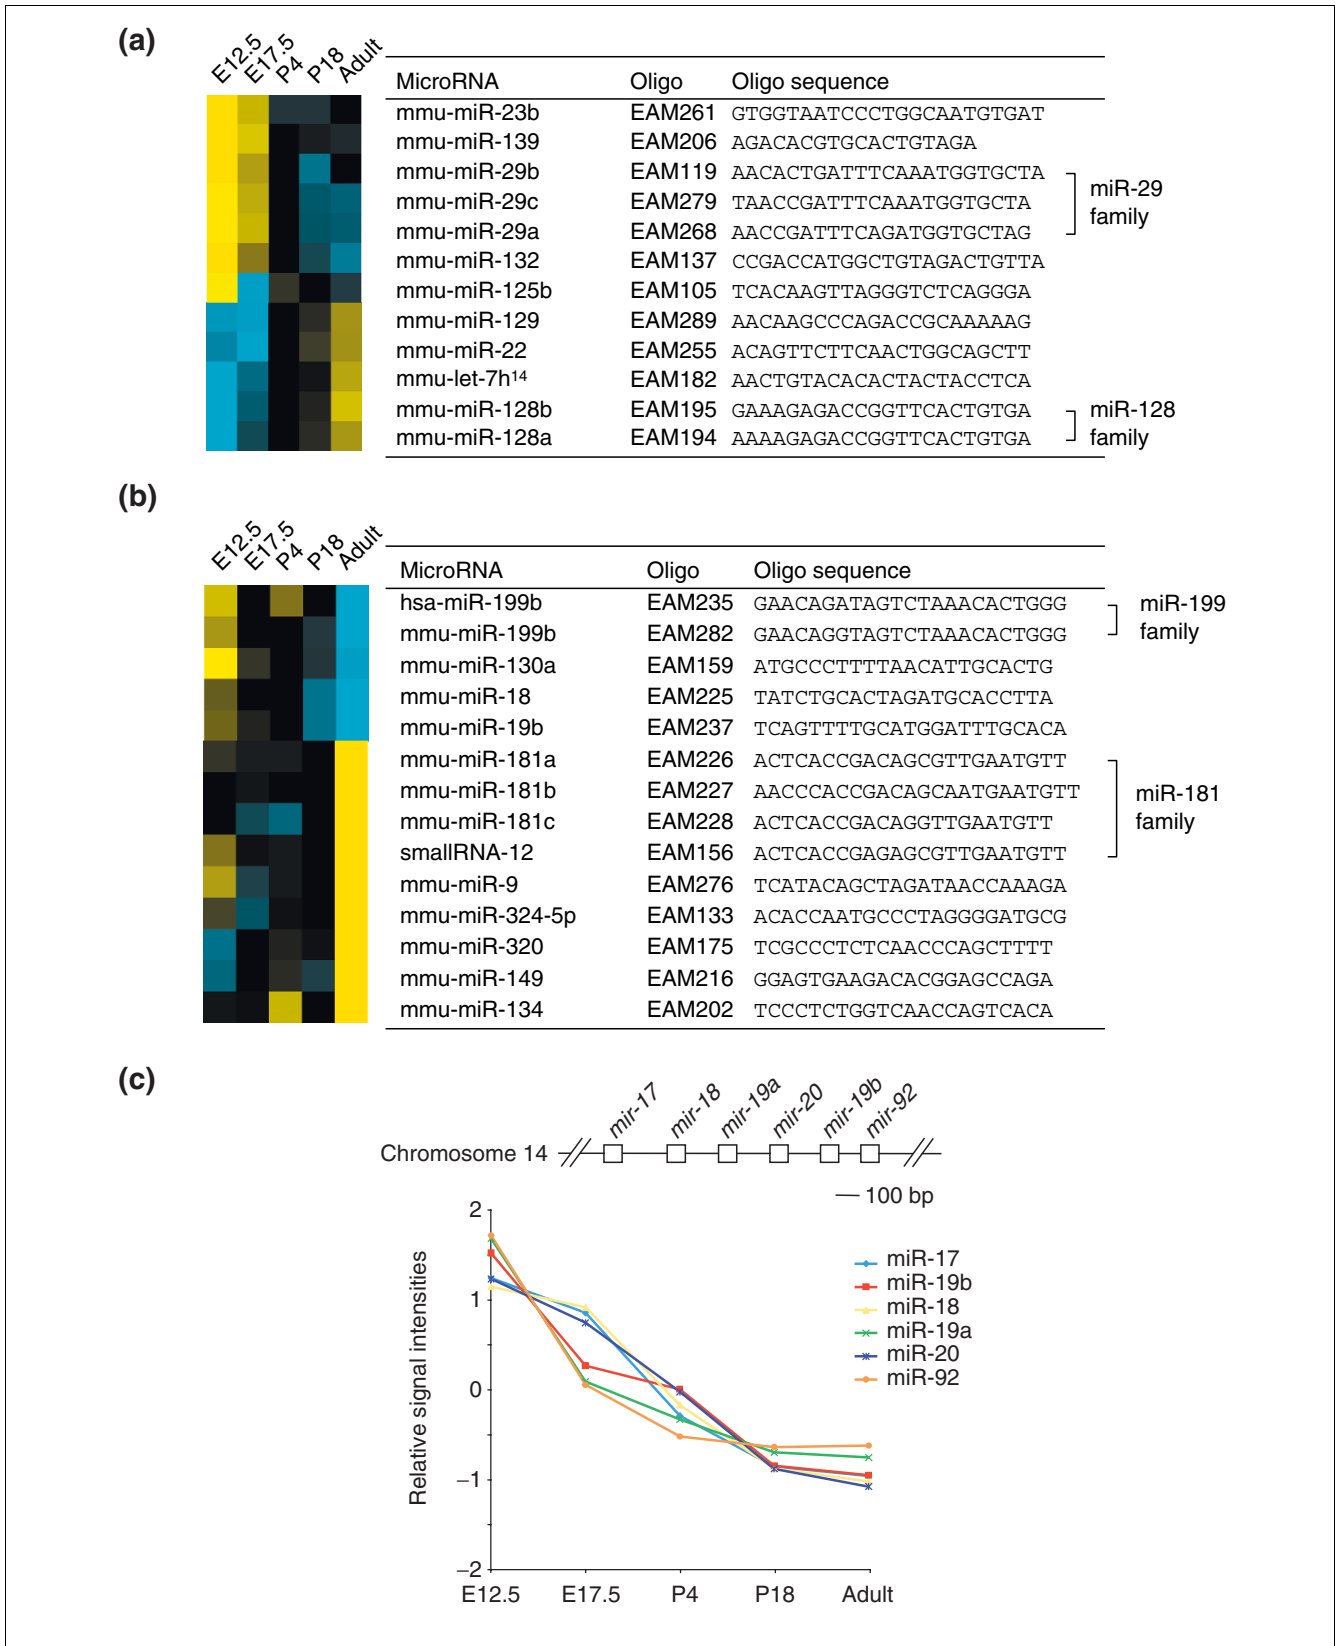 (a)
E12.5 E17.5 P4 P18 Adult
MicroRNA Oligo Oligo sequence
mmu-miR-23b EAM261 GTGGTAATCCCTGGCAATGTGAT
mmu-miR-139 EAM206 AGACACGTGCACTGTAGA
mmu-miR-29b EAM119 AACACTGATTTCAAATGGTGCTA
mmu-miR-29c EAM279 TAACCGATTTCAAATGGTGCTA
mmu-miR-29a EAM268 AACCGATTTCAGATGGTGCTAG
miR-29
family
mmu-miR-132 EAM137 CCGACCATGGCTGTAGACTGTTA
mmu-miR-125b EAM105 TCACAAGTTAGGGTCTCAGGGA
mmu-miR-129 EAM289 AACAAGCCCAGACCGCAAAAAG
mmu-miR-22 EAM255 ACAGTTCTTCAACTGGCAGCTT
mmu-let-7h14 EAM182 AACTGTACACACTACTACCTCA
mmu-miR-128b EAM195 GAAAGAGACCGGTTCACTGTGA
mmu-miR-128a EAM194 AAAAGAGACCGGTTCACTGTGA
miR-128
family
(b)
E12.5 E17.5 P4 P18 Adult
MicroRNA Oligo Oligo sequence
hsa-miR-199b EAM235 GAACAGATAGTCTAAACACTGGG
mmu-miR-199b EAM282 GAACAGGTAGTCTAAACACTGGG
miR-199
family
mmu-miR-130a EAM159 ATGCCCTTTTAACATTGCACTG
mmu-miR-18 EAM225 TATCTGCACTAGATGCACCTTA
mmu-miR-19b EAM237 TCAGTTTTGCATGGATTTGCACA
mmu-miR-181a EAM226 ACTCACCGACAGCGTTGAATGTT
mmu-miR-181b EAM227 AACCCACCGACAGCAATGAATGTT
mmu-miR-181c EAM228 ACTCACCGACAGGTTGAATGTT
smallRNA-12 EAM156 ACTCACCGAGAGCGTTGAATGTT
miR-181
family
mmu-miR-9 EAM276 TCATACAGCTAGATAACCAAAGA
mmu-miR-324-5p EAM133 ACACCAATGCCCTAGGGGATGCG
mmu-miR-320 EAM175 TCGCCCTCTCAACCCAGCTTTT
mmu-miR-149 EAM216 GGAGTGAAGACACGGAGCCAGA
mmu-miR-134 EAM202 TCCCTCTGGTCAACCAGTCACA
(c)
mir-17 mir-18 mir-19a mir-20 mir-19b mir-92
Chromosome 14
100 bp
2
1
0
−1
−2
Relative signal intensities
miR-17
miR-19b
miR-18
miR-19a
miR-20
miR-92
E12.5 E17.5 P4 P18 Adult